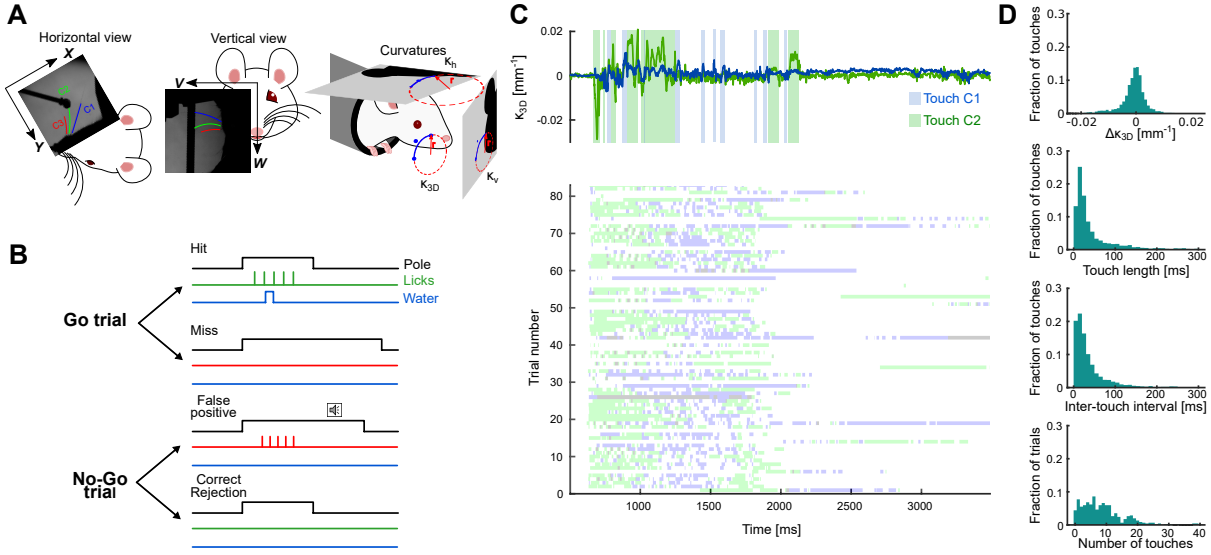 A
Horizontal view
X
Y
C2
C1
C3
Vertical view
V
W
Curvatures
κh
r
κ3D
r
κv
r
B
Hit
Pole
Licks
Water
Go trial
Miss
False
positive
No-Go
trial
Correct
Rejection
C
0.02
0
-0.02
K3D [mm-1]
Touch C1
Touch C2
80
70
60
50
40
30
20
10
0
Trial number
500
1000
1500
2000
2500
3000
Time [ms]
D
Fraction of touches
0.3
0.2
0.1
0
-0.02
0
0.02
Δκ3D [mm-1]
Fraction of touches
0.3
0.2
0.1
0
0
100
200
300
Touch length [ms]
Fraction of touches
0.3
0.2
0.1
0
0
100
200
300
Inter-touch interval [ms]
Fraction of trials
0.3
0.2
0.1
0
0
10
20
30
40
Number of touches